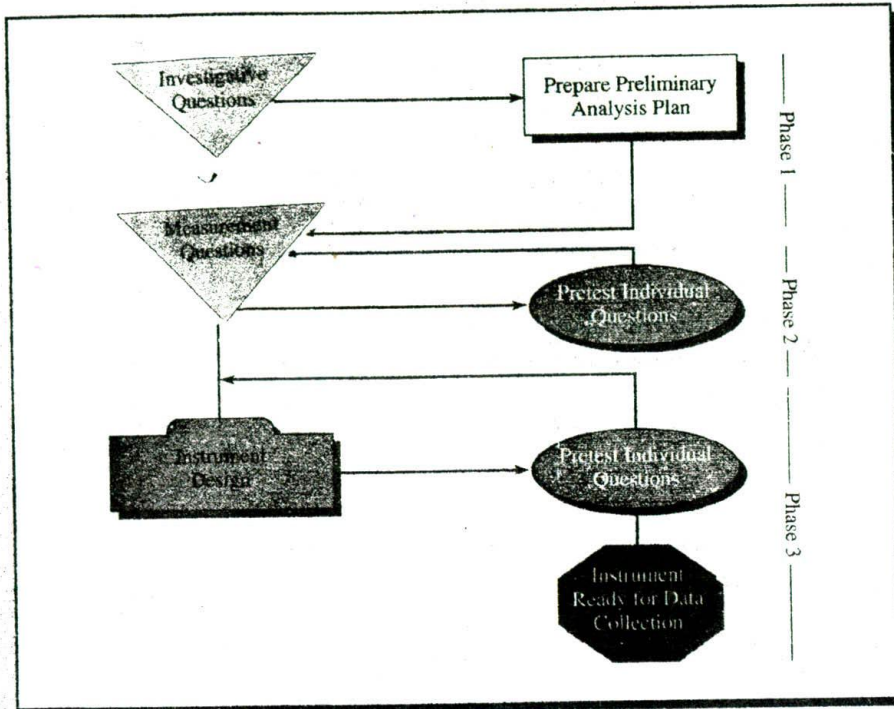 Investigative
Questions
Prepare Preliminary
Analysis Plan
Phase 1
Measurement
Questions
Pretest Individual
Questions
Phase 2
Instrument
Design
Pretest Individual
Questions
Phase 3
Instrument
Ready for Data
Collection